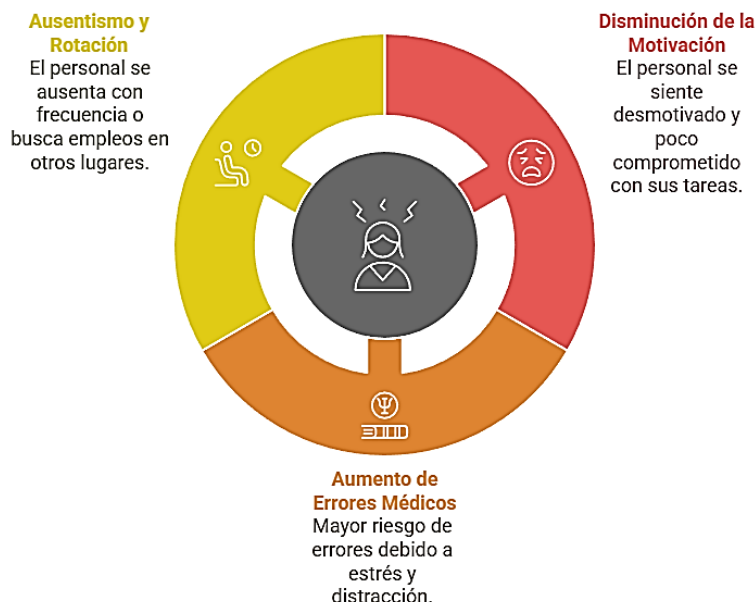 Ausentismo y
Rotación
El personal se
ausenta con
frecuencia o
busca empleos en
otros lugares.
Disminución de la
Motivación
El personal se
siente
desmotivado y
poco
comprometido
con sus tareas.
Aumento de
Errores Médicos
Mayor riesgo de
errores debido a
estrés y
distracción.